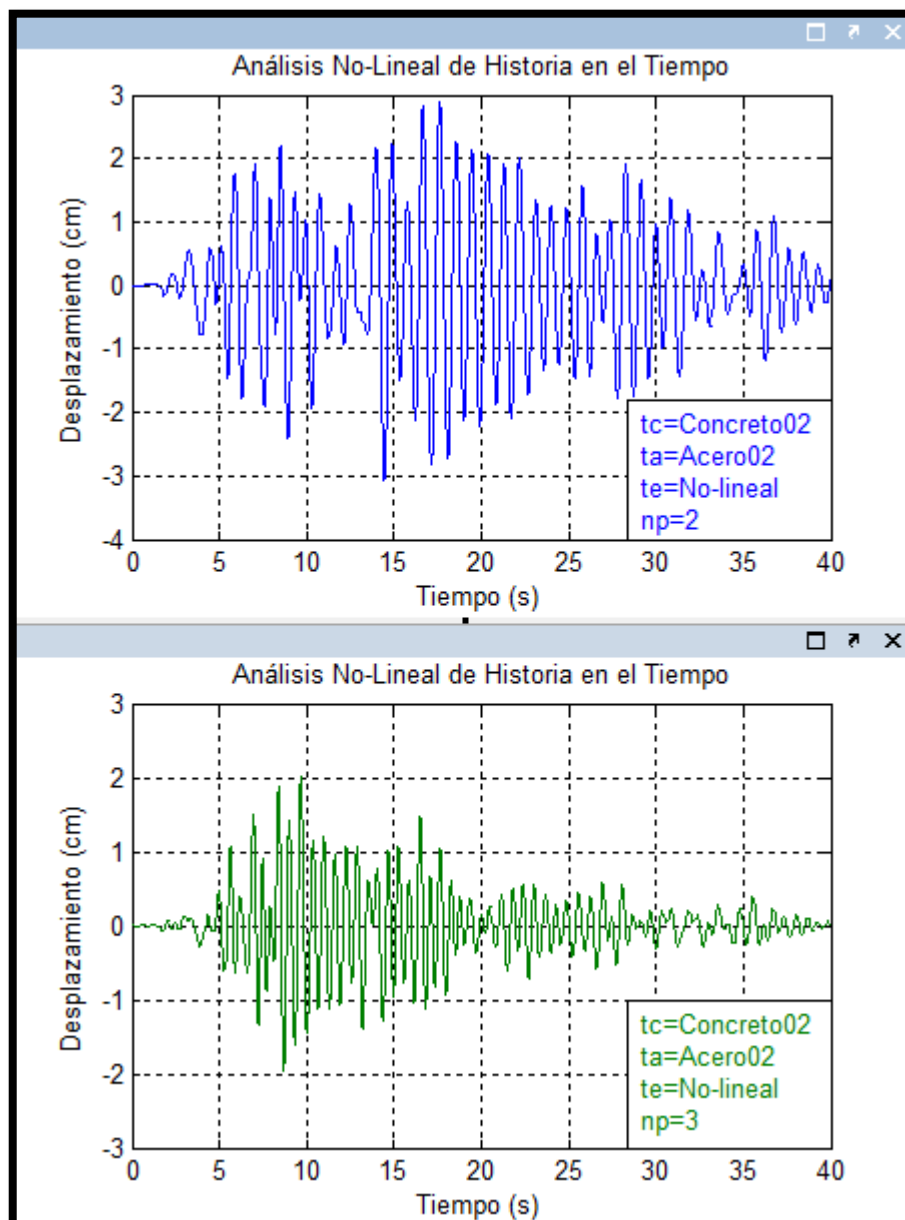 Análisis No-Lineal de Historia en el Tiempo
3
2
1
0
-1
-2
-3
-4
Desplazamiento (cm)
tc=Concreto02
ta=Acero02
te=No-lineal
np=2
0 5 10 15 20 25 30 35 40
Tiempo (s)
Análisis No-Lineal de Historia en el Tiempo
3
2
1
0
-1
-2
-3
Desplazamiento (cm)
tc=Concreto02
ta=Acero02
te=No-lineal
np=3
0 5 10 15 20 25 30 35 40
Tiempo (s)